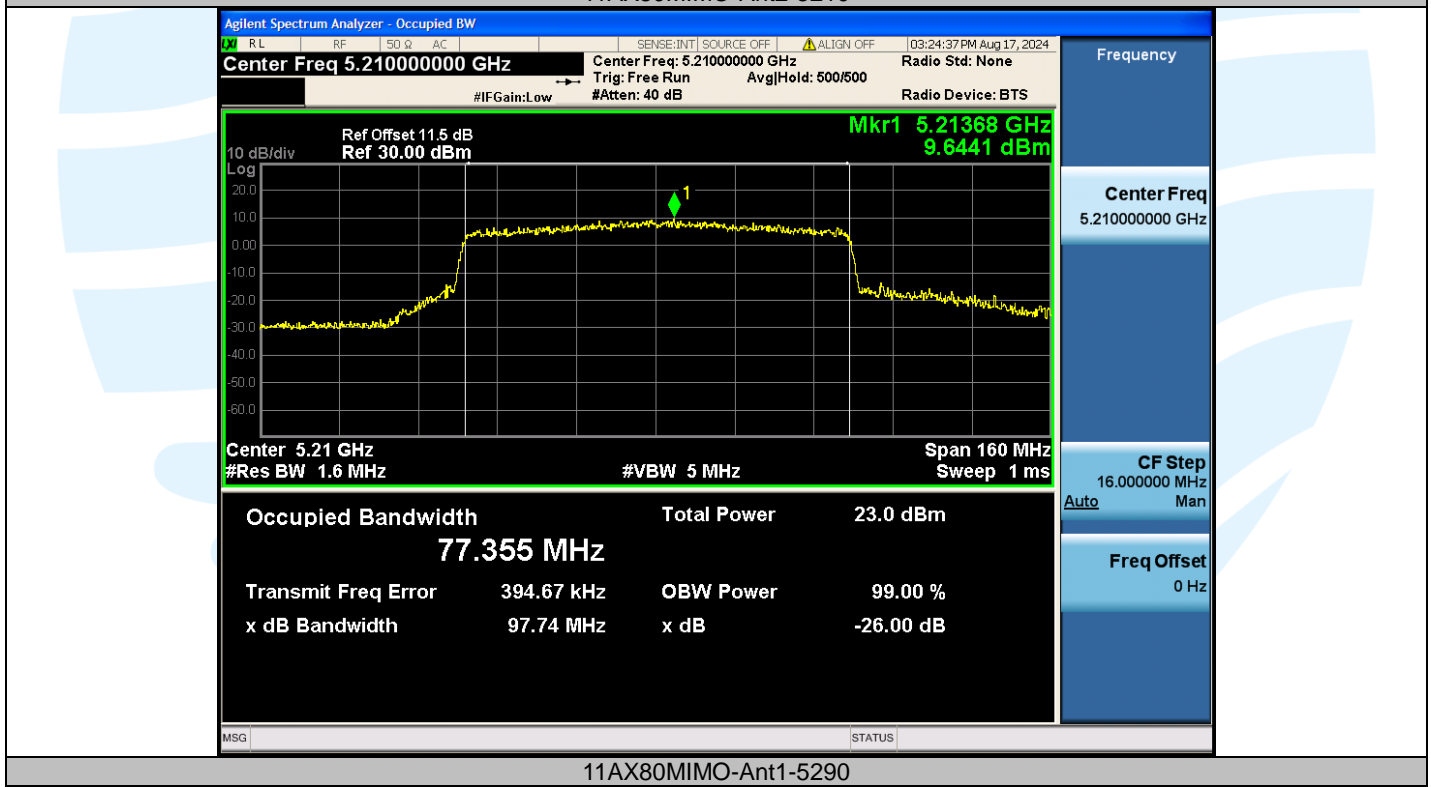 Agilent Spectrum Analyzer - Occupied BW
LXI RL RF 50 Ω AC SENSE:INT SOURCE OFF ALIGN OFF 03:24:37 PM Aug 17, 2024
Center Freq 5.210000000 GHz
#IFGain:Low
Center Freq: 5.210000000 GHz
Trig: Free Run Avg|Hold: 500/500
#Atten: 40 dB
Radio Std: None
Radio Device: BTS
Ref Offset 11.5 dB
10 dB/div Ref 30.00 dBm
Mkr1 5.21368 GHz
9.6441 dBm
Log
20.0
10.0
0.00
-10.0
-20.0
-30.0
-40.0
-50.0
-60.0
1
Center 5.21 GHz Span 160 MHz
#Res BW 1.6 MHz #VBW 5 MHz Sweep 1 ms
Occupied Bandwidth Total Power 23.0 dBm
77.355 MHz
Transmit Freq Error 394.67 kHz OBW Power 99.00 %
x dB Bandwidth 97.74 MHz x dB -26.00 dB
Frequency
Center Freq
5.210000000 GHz
CF Step
16.000000 MHz
Auto Man
Freq Offset
0 Hz
MSG STATUS
11AX80MIMO-Ant1-5290